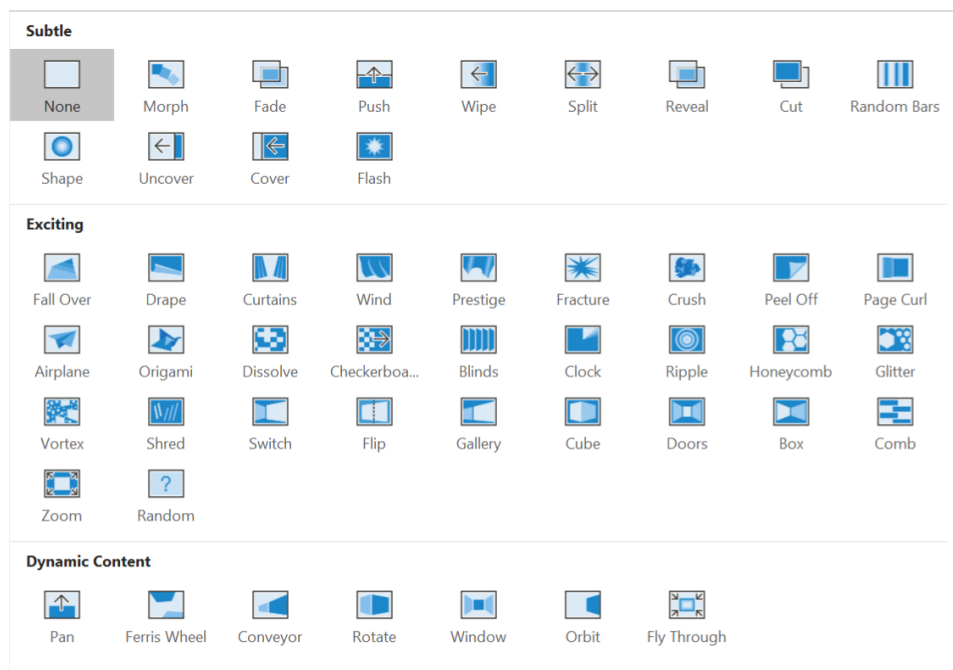 Subtle
None Morph Fade Push Wipe Split Reveal Cut Random Bars
Shape Uncover Cover Flash
Exciting
Fall Over Drape Curtains Wind Prestige Fracture Crush Peel Off Page Curl
Airplane Origami Dissolve Checkerboa... Blinds Clock Ripple Honeycomb Glitter
Vortex Shred Switch Flip Gallery Cube Doors Box Comb
?
Zoom Random
Dynamic Content
Pan Ferris Wheel Conveyor Rotate Window Orbit Fly Through